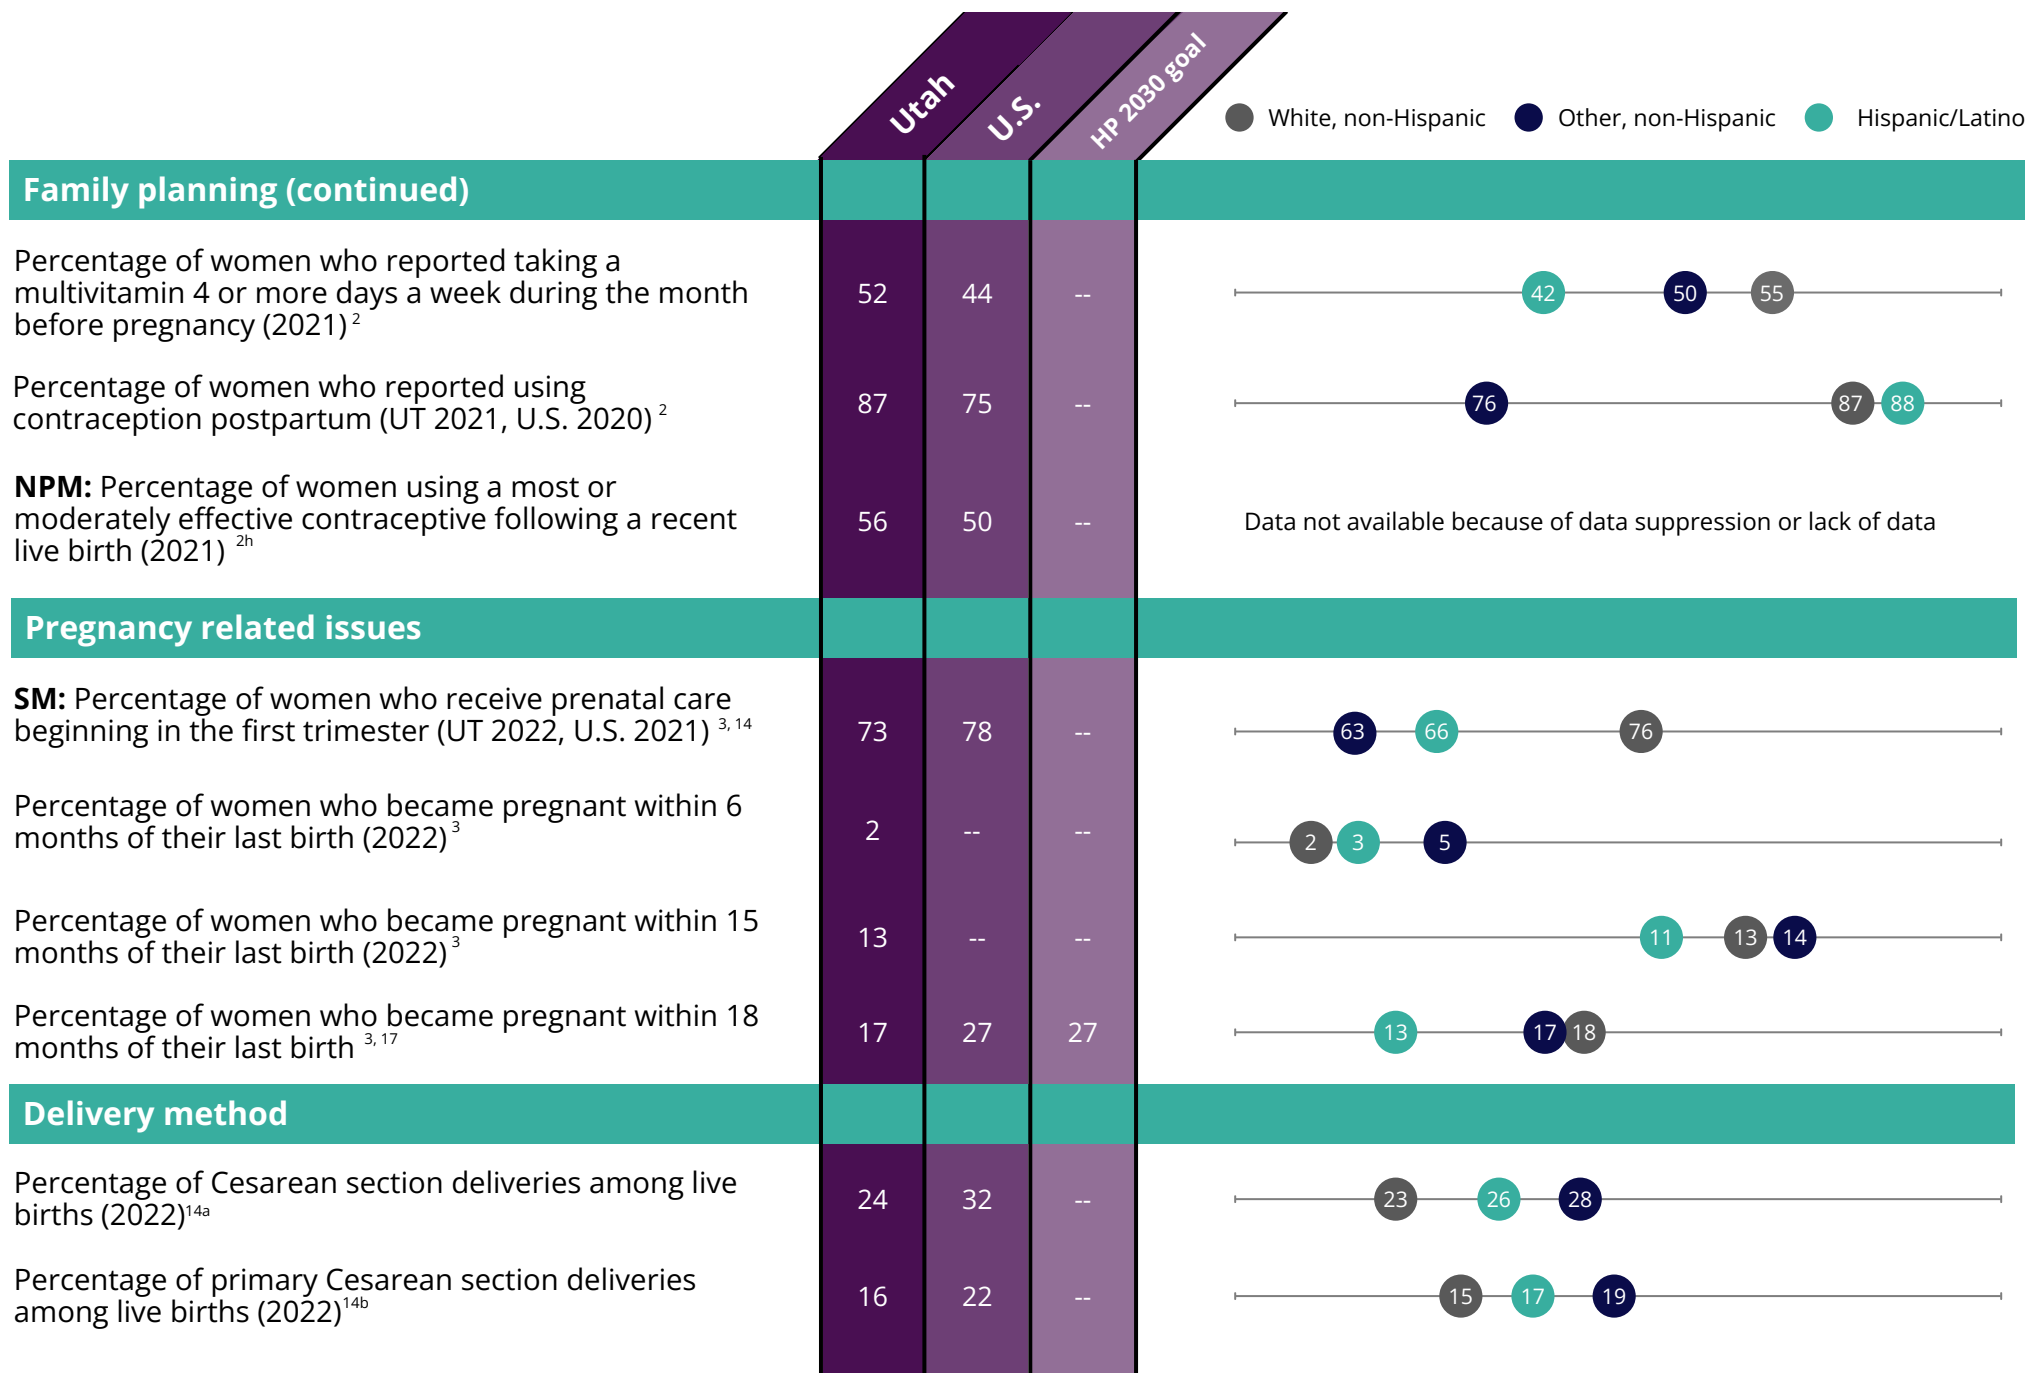 Utah
U.S.
HP 2030 goal
White, non-Hispanic
Other, non-Hispanic
Hispanic/Latino
Family planning (continued)
Percentage of women who reported taking a
multivitamin 4 or more days a week during the month
before pregnancy (2021) 2
52 44 --
42 50 55
Percentage of women who reported using
contraception postpartum (UT 2021, U.S. 2020) 2
87 75 --
76 87 88
NPM: Percentage of women using a most or
moderately effective contraceptive following a recent
live birth (2021) 2h
56 50 --
Data not available because of data suppression or lack of data
Pregnancy related issues
SM: Percentage of women who receive prenatal care
beginning in the first trimester (UT 2022, U.S. 2021) 3, 14
73 78 --
63 66 76
Percentage of women who became pregnant within 6
months of their last birth (2022) 3
2 -- --
2 3 5
Percentage of women who became pregnant within 15
months of their last birth (2022) 3
13 -- --
11 13 14
Percentage of women who became pregnant within 18
months of their last birth 3, 17
17 27 27
13 17 18
Delivery method
Percentage of Cesarean section deliveries among live
births (2022)14a
24 32 --
23 26 28
Percentage of primary Cesarean section deliveries
among live births (2022)14b
16 22 --
15 17 19